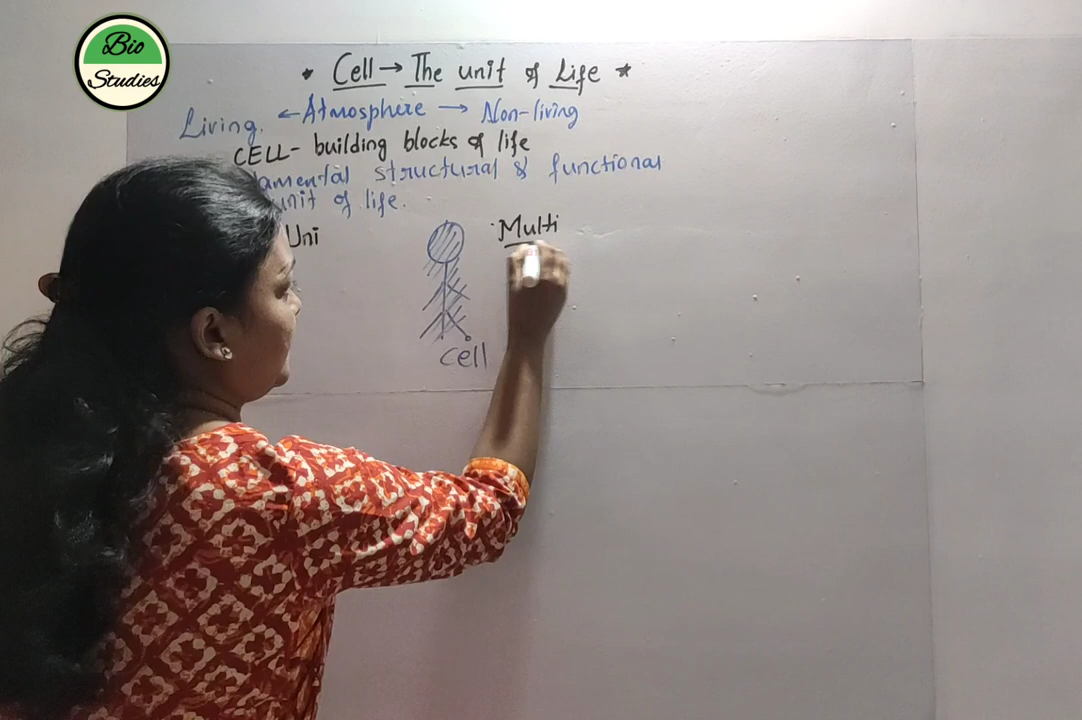 Bio
Studies
* Cell → The unit of Life *
Living. ← Atmosphere → Non-living
CELL - building blocks of life
damental structural & functional
unit of life.
Uni
Multi
cell